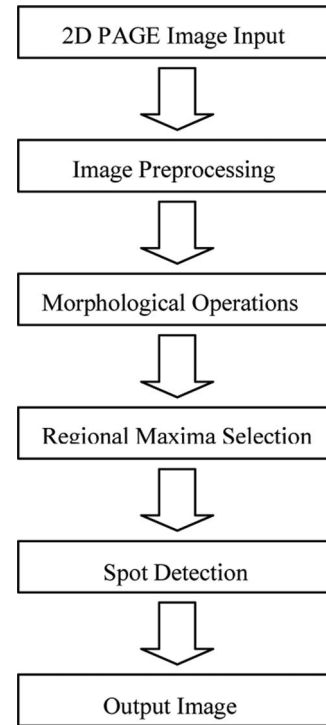 2D PAGE Image Input
Image Preprocessing
Morphological Operations
Regional Maxima Selection
Spot Detection
Output Image